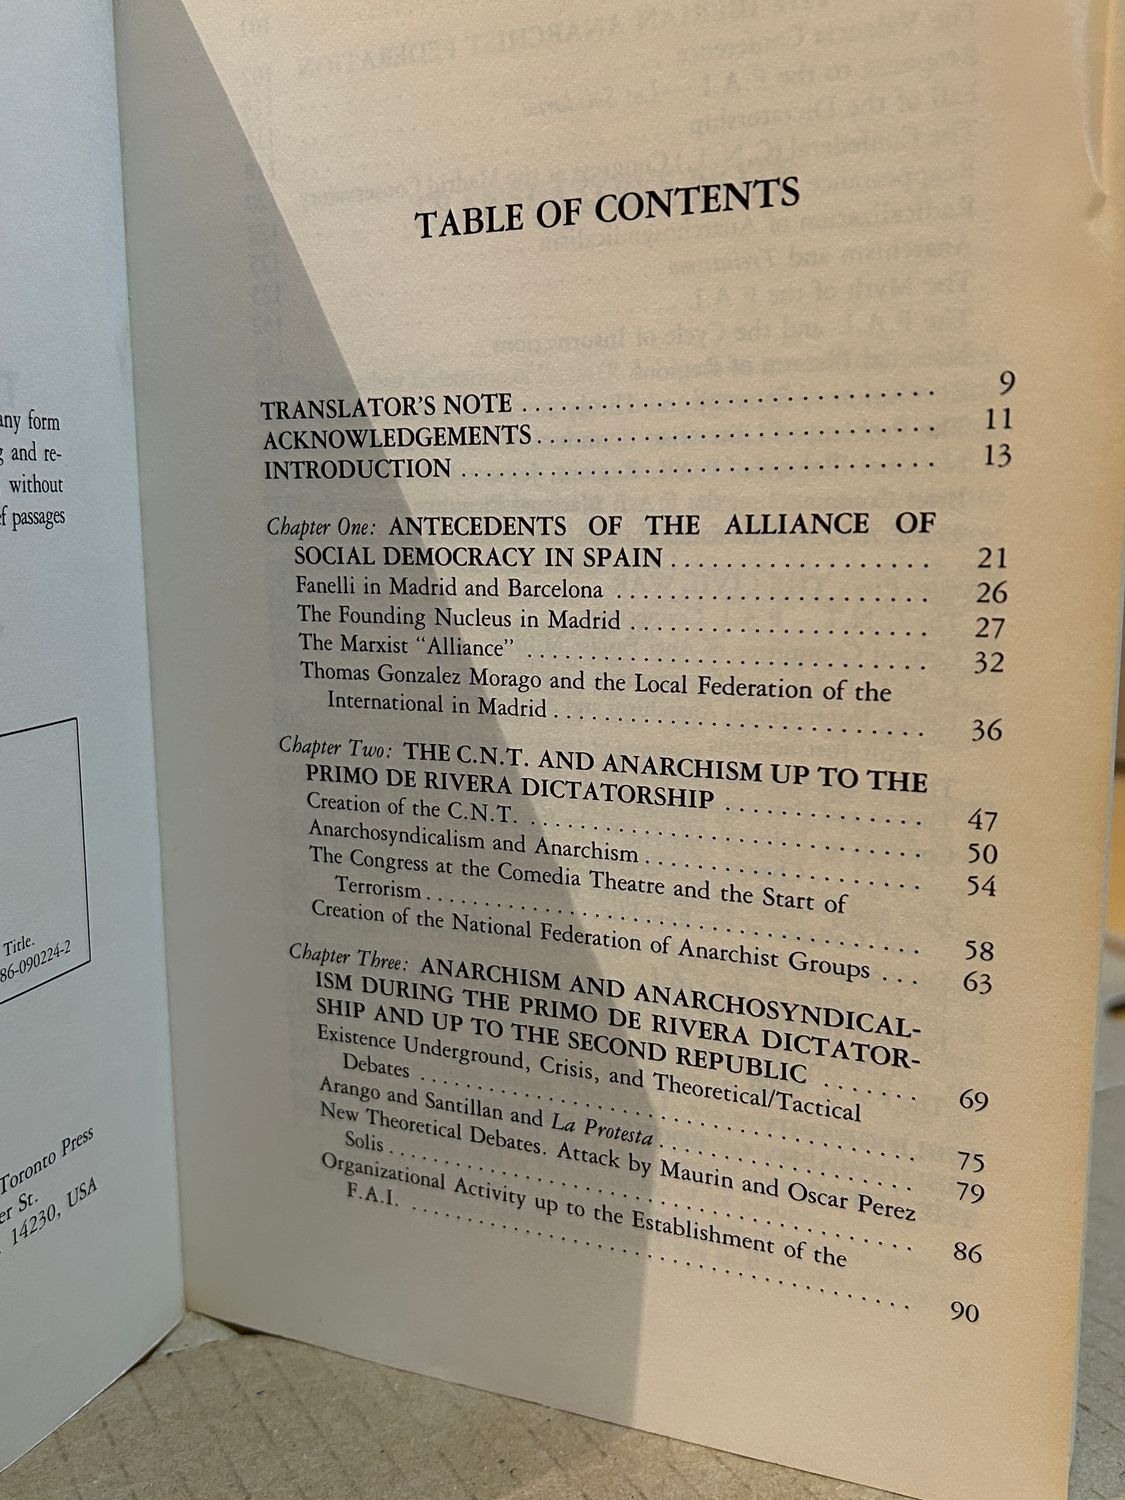 any form
g and re-
without
ef passages
Title.
86-090224-2
Toronto Press
er St.
14230, USA
TABLE OF CONTENTS
TRANSLATOR'S NOTE . . . . . . . . . . . . . . . . . . . . . . . . . . . . . . 9
ACKNOWLEDGEMENTS . . . . . . . . . . . . . . . . . . . . . . . . . . . . . 11
INTRODUCTION . . . . . . . . . . . . . . . . . . . . . . . . . . . . . . . . . . 13
Chapter One: ANTECEDENTS OF THE ALLIANCE OF
SOCIAL DEMOCRACY IN SPAIN . . . . . . . . . . . . . . . . . . . 21
Fanelli in Madrid and Barcelona . . . . . . . . . . . . . . . . . . . . . . . 26
The Founding Nucleus in Madrid . . . . . . . . . . . . . . . . . . . . . . 27
The Marxist "Alliance" . . . . . . . . . . . . . . . . . . . . . . . . . . . . . 32
Thomas Gonzalez Morago and the Local Federation of the
International in Madrid . . . . . . . . . . . . . . . . . . . . . . . . . . . 36
Chapter Two: THE C.N.T. AND ANARCHISM UP TO THE
PRIMO DE RIVERA DICTATORSHIP . . . . . . . . . . . . . . 47
Creation of the C.N.T. . . . . . . . . . . . . . . . . . . . . . . . . . . . . . 50
Anarchosyndicalism and Anarchism . . . . . . . . . . . . . . . . . . . . 54
The Congress at the Comedia Theatre and the Start of
Terrorism . . . . . . . . . . . . . . . . . . . . . . . . . . . . . . . . . . . . 58
Creation of the National Federation of Anarchist Groups . . . 63
Chapter Three: ANARCHISM AND ANARCHOSYNDICAL-
ISM DURING THE PRIMO DE RIVERA DICTATOR-
SHIP AND UP TO THE SECOND REPUBLIC . . . . . . . 69
Existence Underground, Crisis, and Theoretical/Tactical
Debates . . . . . . . . . . . . . . . . . . . . . . . . . . . . . . . . . . . . . 75
Arango and Santillan and La Protesta . . . . . . . . . . . . . . . . . . 79
New Theoretical Debates. Attack by Maurin and Oscar Perez
Solis . . . . . . . . . . . . . . . . . . . . . . . . . . . . . . . . . . . . . . . . 86
Organizational Activity up to the Establishment of the
F.A.I. . . . . . . . . . . . . . . . . . . . . . . . . . . . . . . . . . . . . . . . 90